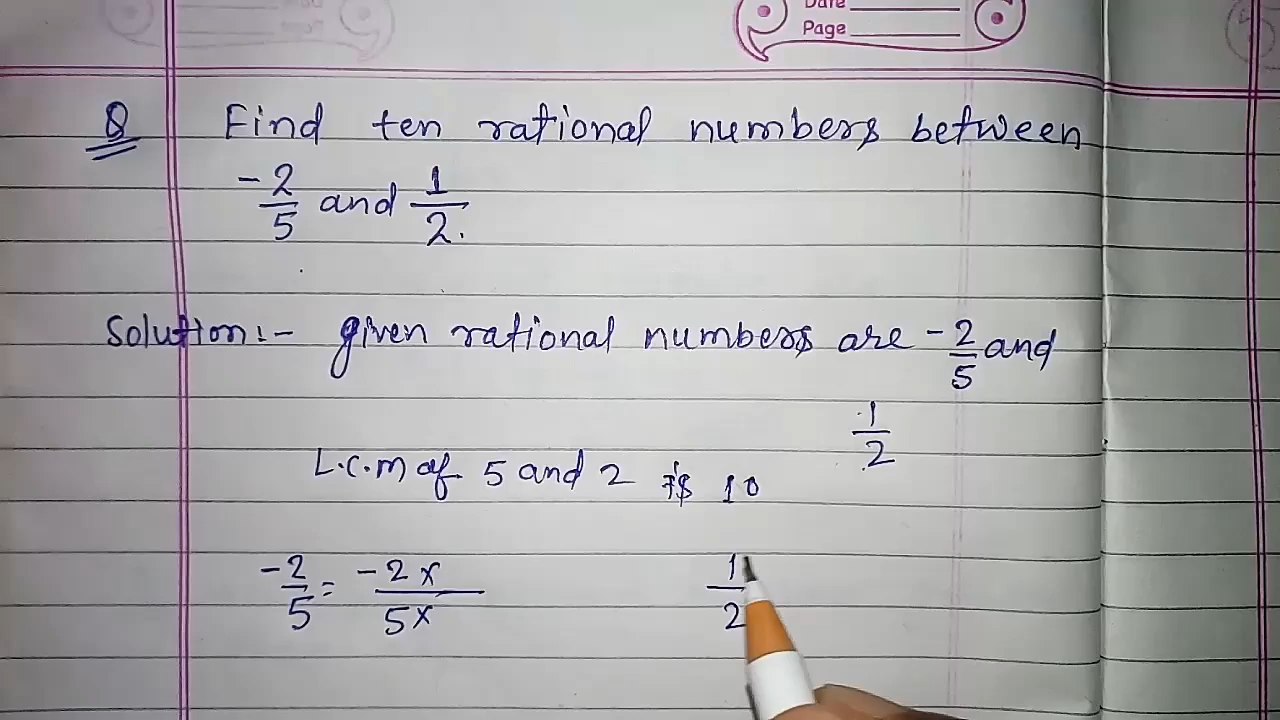 Date
Page
Q Find ten rational numbers between
-2/5 and 1/2.
Solution:- given rational numbers are -2/5 and
1/2
L.C.m of 5 and 2 is 10
-2/5 = -2x/5x 1/2